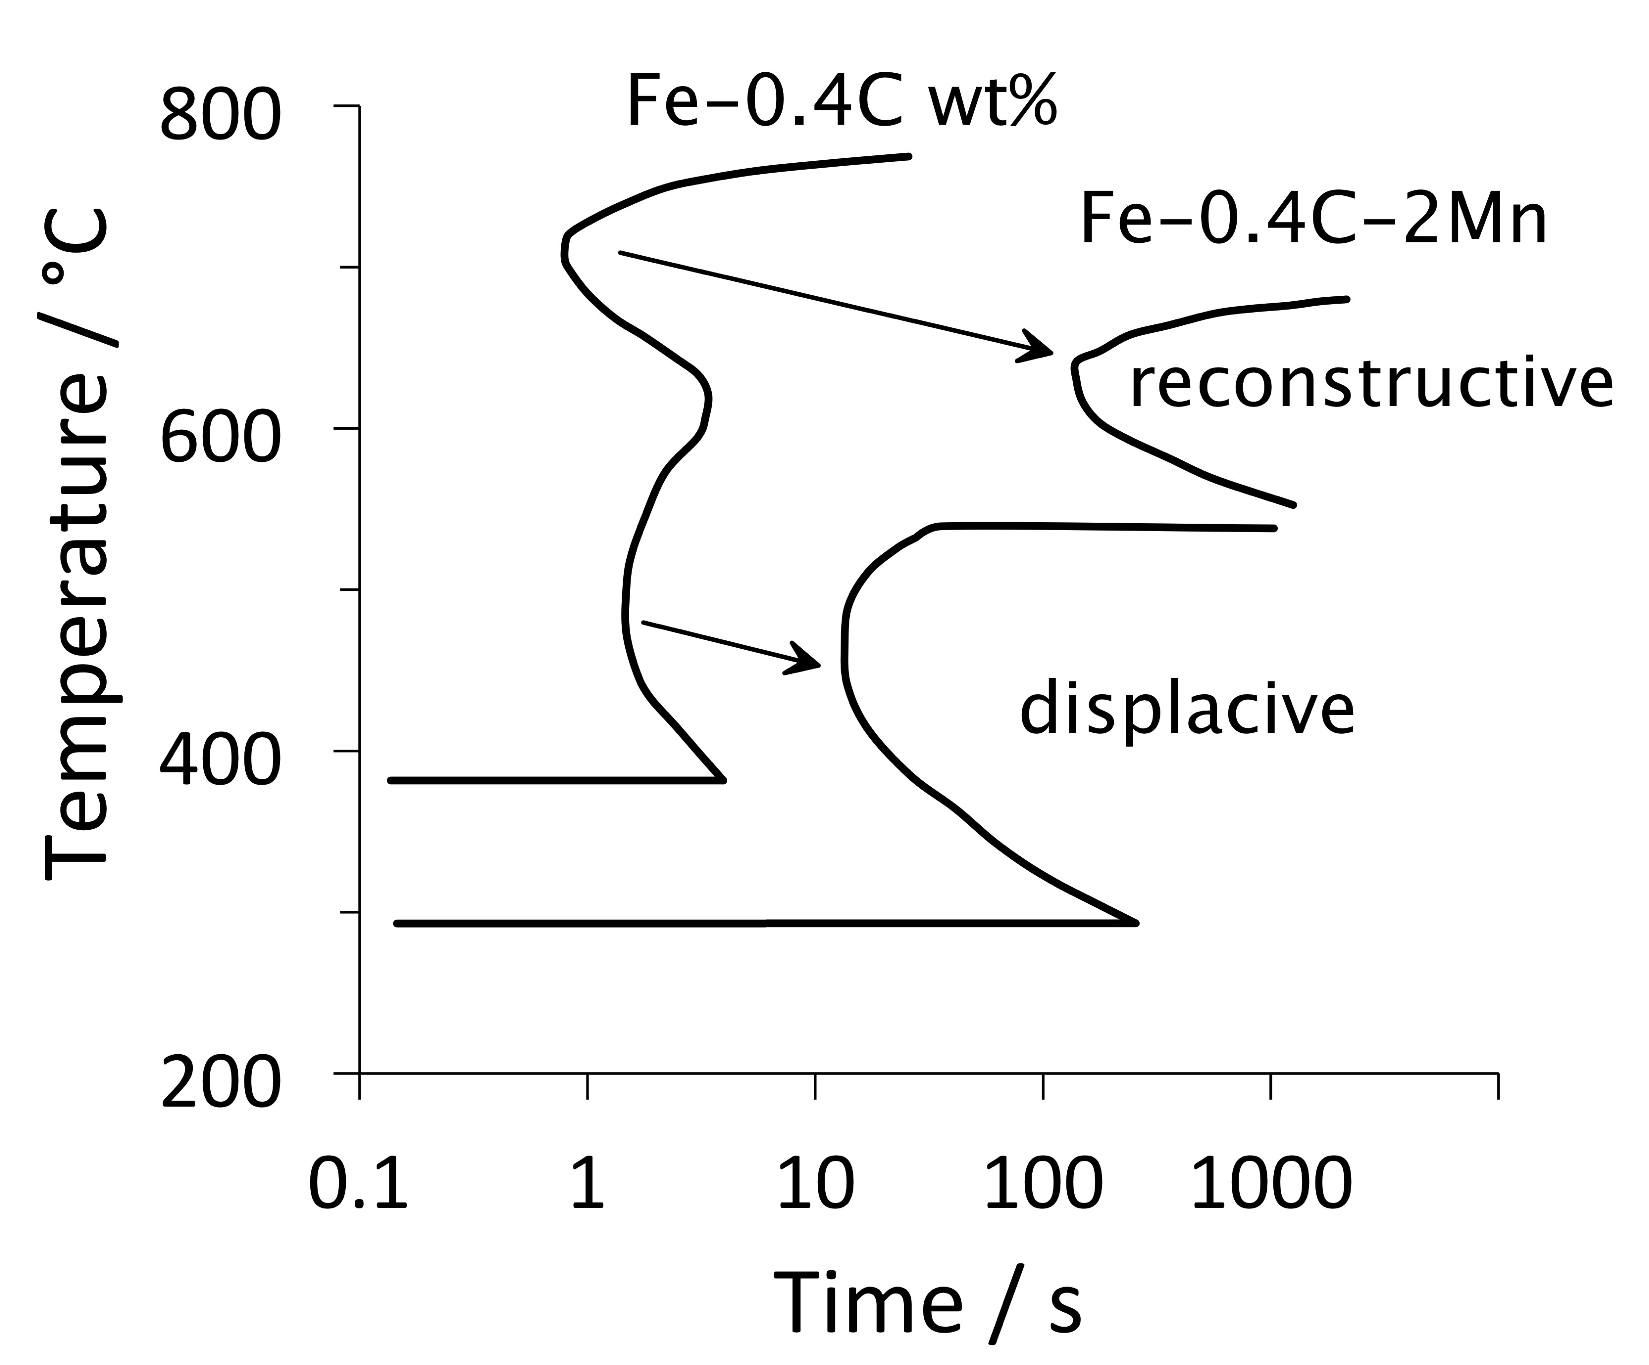 Fe–0.4C wt%
Fe–0.4C–2Mn
reconstructive
displacive
Temperature / °C
800
600
400
200
0.1 1 10 100 1000
Time / s